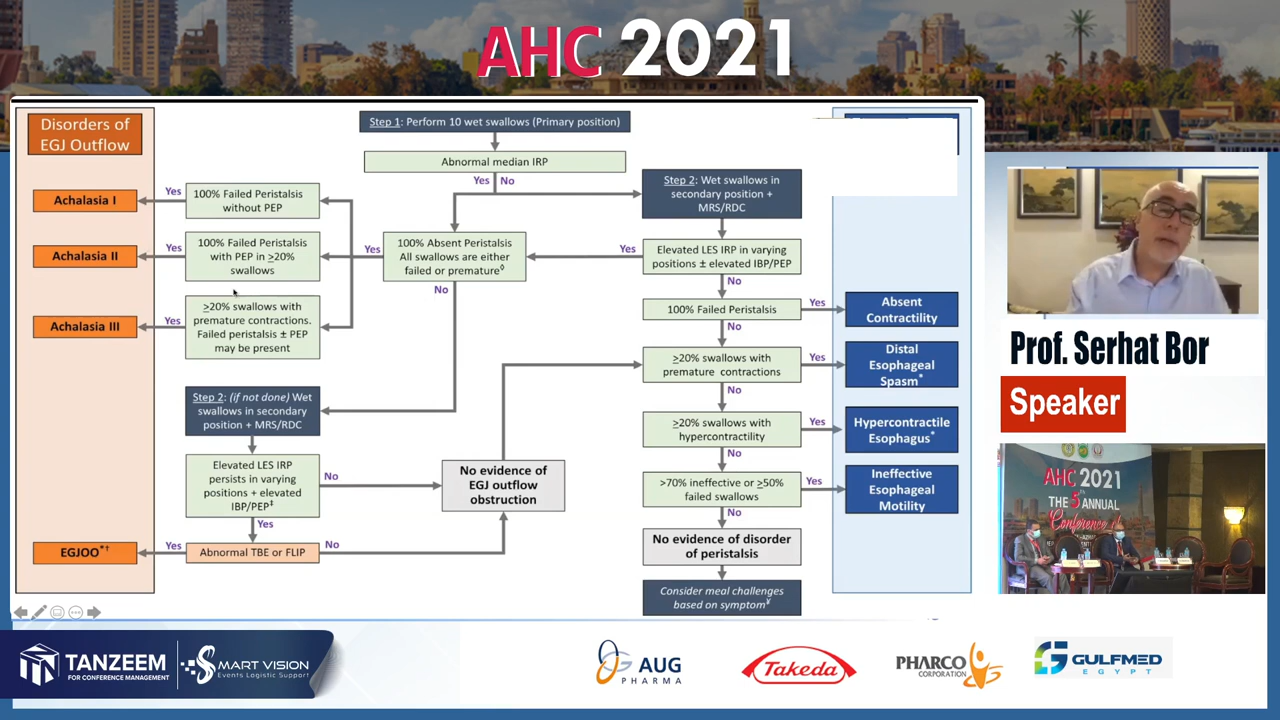 AHC 2021
Disorders of
EGJ Outflow
Step 1: Perform 10 wet swallows (Primary position)
Abnormal median IRP
Yes
No
Step 2: Wet swallows in
secondary position +
MRS/RDC
Achalasia I
Yes
100% Failed Peristalsis
without PEP
Achalasia II
Yes
100% Failed Peristalsis
with PEP in ≥20%
swallows
Yes
100% Absent Peristalsis
All swallows are either
failed or premature◊
Yes
Elevated LES IRP in varying
positions ± elevated IBP/PEP
No
No
Achalasia III
Yes
≥20% swallows with
premature contractions.
Failed peristalsis ± PEP
may be present
100% Failed Peristalsis
Yes
Absent
Contractility
No
≥20% swallows with
premature contractions
Yes
Distal
Esophageal
Spasm*
No
Step 2: (if not done) Wet
swallows in secondary
position + MRS/RDC
≥20% swallows with
hypercontractility
Yes
Hypercontractile
Esophagus*
No
Elevated LES IRP
persists in varying
positions + elevated
IBP/PEP‡
No
No evidence of
EGJ outflow
obstruction
>70% ineffective or ≥50%
failed swallows
Yes
Ineffective
Esophageal
Motility
Yes
No
EGJOO*†
Yes
Abnormal TBE or FLIP
No
No evidence of disorder
of peristalsis
Consider meal challenges
based on symptom¥
Prof. Serhat Bor
Speaker
AHC 2021
THE 5th ANNUAL
Conference of
TANZEEM
FOR CONFERENCE MANAGEMENT
SMART VISION
Events Logistic Support
AUG
PHARMA
Takeda
PHARCO
CORPORATION
GULFMED
EGYPT